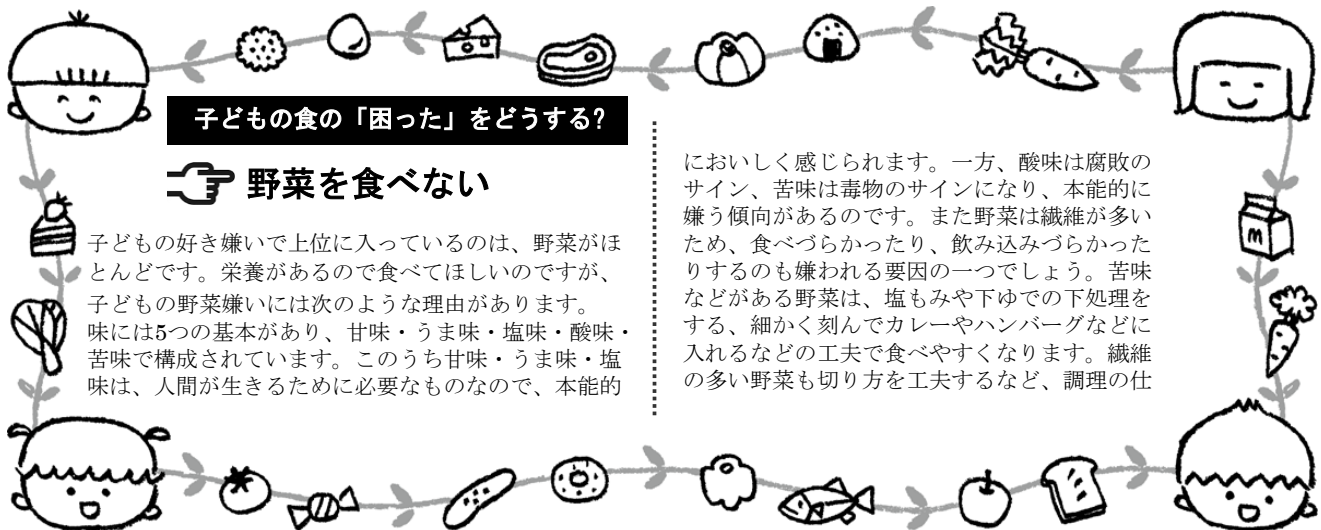 子どもの食の「困った」をどうする?
野菜を食べない
子どもの好き嫌いで上位に入っているのは、野菜がほ
とんどです。栄養があるので食べてほしいのですが、
子どもの野菜嫌いには次のような理由があります。
味には5つの基本があり、甘味・うま味・塩味・酸味・
苦味で構成されています。このうち甘味・うま味・塩
味は、人間が生きるために必要なものなので、本能的
においしく感じられます。一方、酸味は腐敗の
サイン、苦味は毒物のサインになり、本能的に
嫌う傾向があるのです。また野菜は繊維が多い
ため、食べづらかったり、飲み込みづらかった
りするのも嫌われる要因の一つでしょう。苦味
などがある野菜は、塩もみや下ゆでの下処理を
する、細かく刻んでカレーやハンバーグなどに
入れるなどの工夫で食べやすくなります。繊維
の多い野菜も切り方を工夫するなど、調理の仕
m